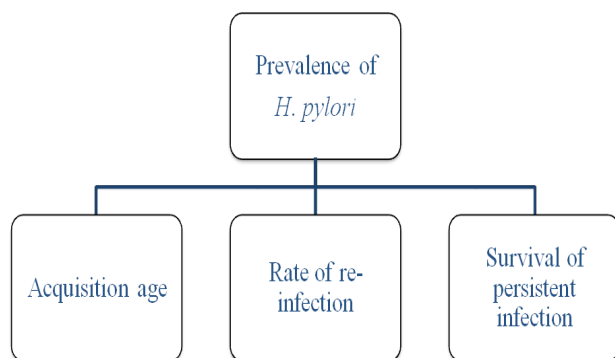 Prevalence of
H. pylori
Acquisition age
Rate of re-
infection
Survival of
persistent
infection